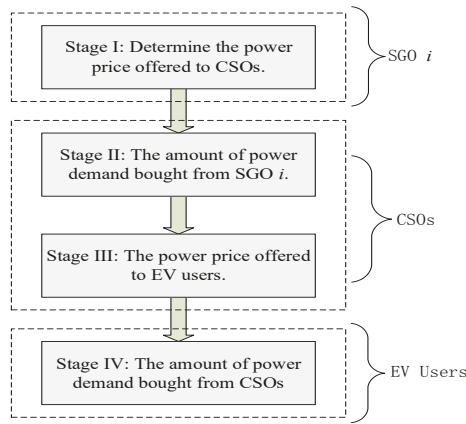 Stage I: Determine the power
price offered to CSOs.
SGO i
Stage II: The amount of power
demand bought from SGO i.
CSOs
Stage III: The power price offered
to EV users.
Stage IV: The amount of power
demand bought from CSOs
EV Users